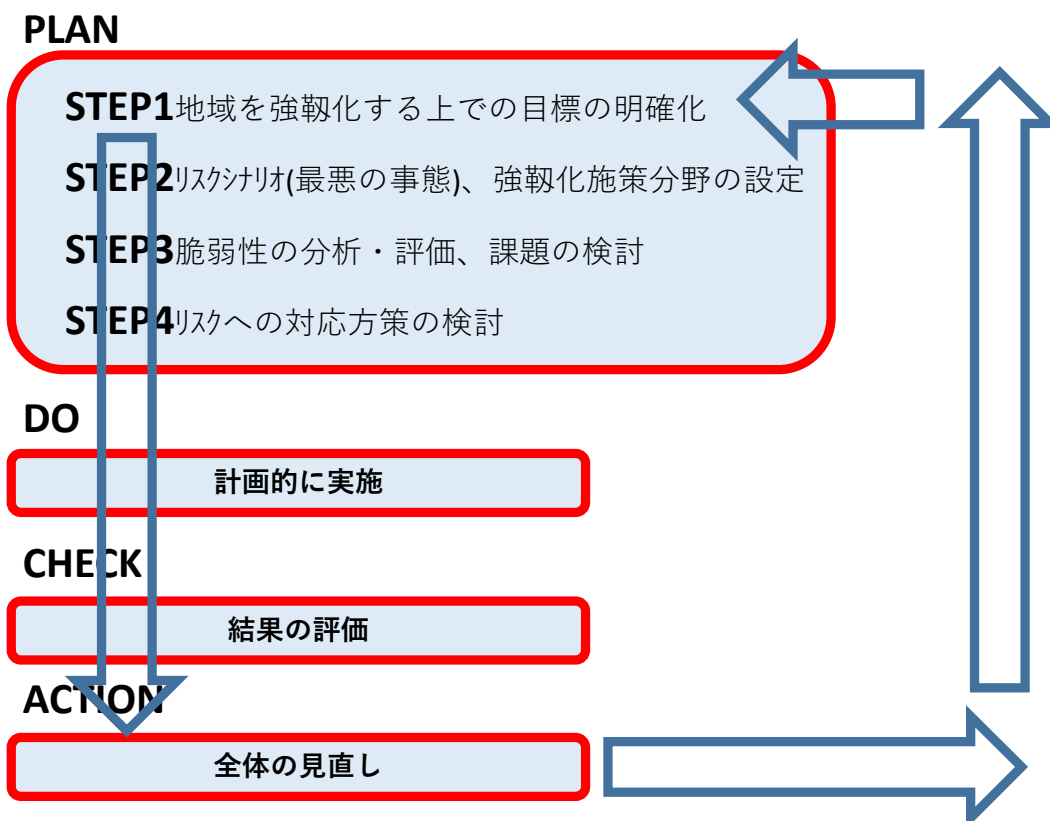 PLAN
STEP1地域を強靱化する上での目標の明確化
STEP2ﾘｽｸｼﾅﾘｵ(最悪の事態)、強靱化施策分野の設定
STEP3脆弱性の分析・評価、課題の検討
STEP4ﾘｽｸへの対応方策の検討
DO
計画的に実施
CHECK
結果の評価
ACTION
全体の見直し